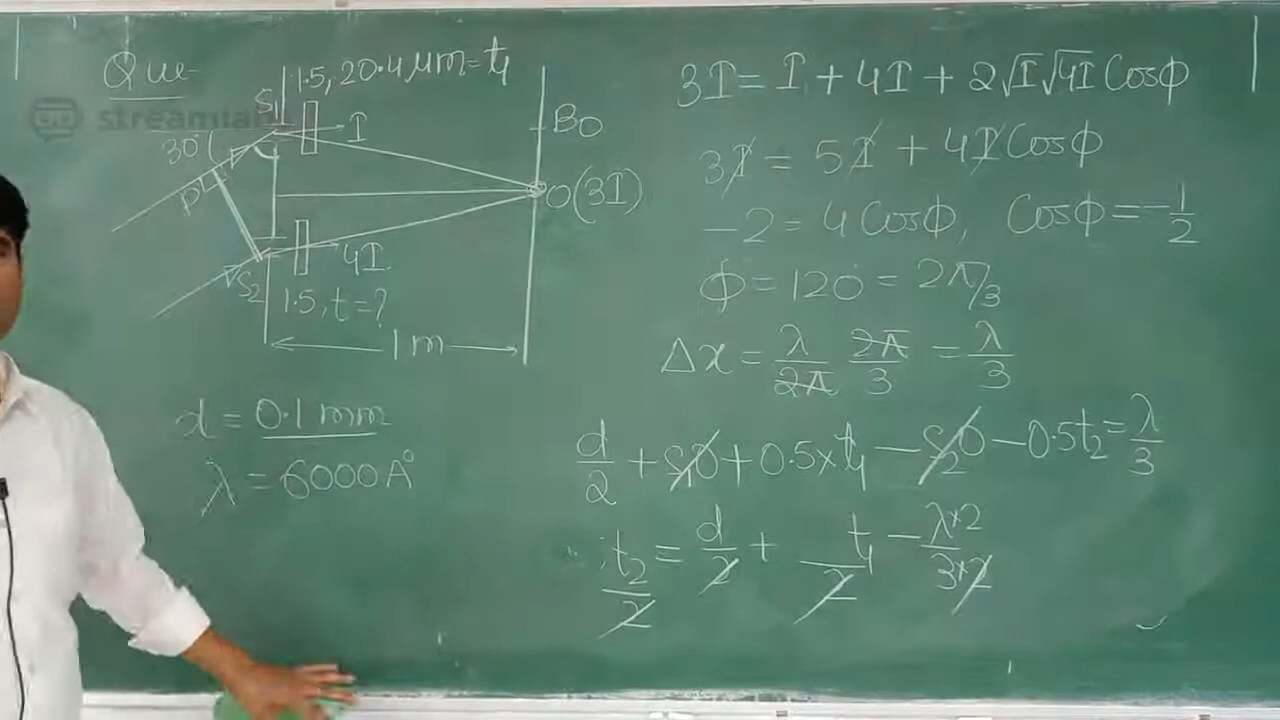 Que-
1.5, 20.4 μm = t₁
S₁
I
B₀
30°
P
O(3I)
4I
S₂
1.5, t = ?
1 m
d = 0.1 mm
λ = 6000 A°
3I = I + 4I + 2√I√4I Cosϕ
3I = 5I + 4I Cosϕ
-2 = 4 Cosϕ, Cosϕ = -1/2
ϕ = 120° = 2π/3
Δx = λ/2π 2π/3 = λ/3
d/2 + S₁O + 0.5×t₁ - S₂O - 0.5t₂ = λ/3
t₂/2 = d/2 + t₁/2 - λ×2/3×2